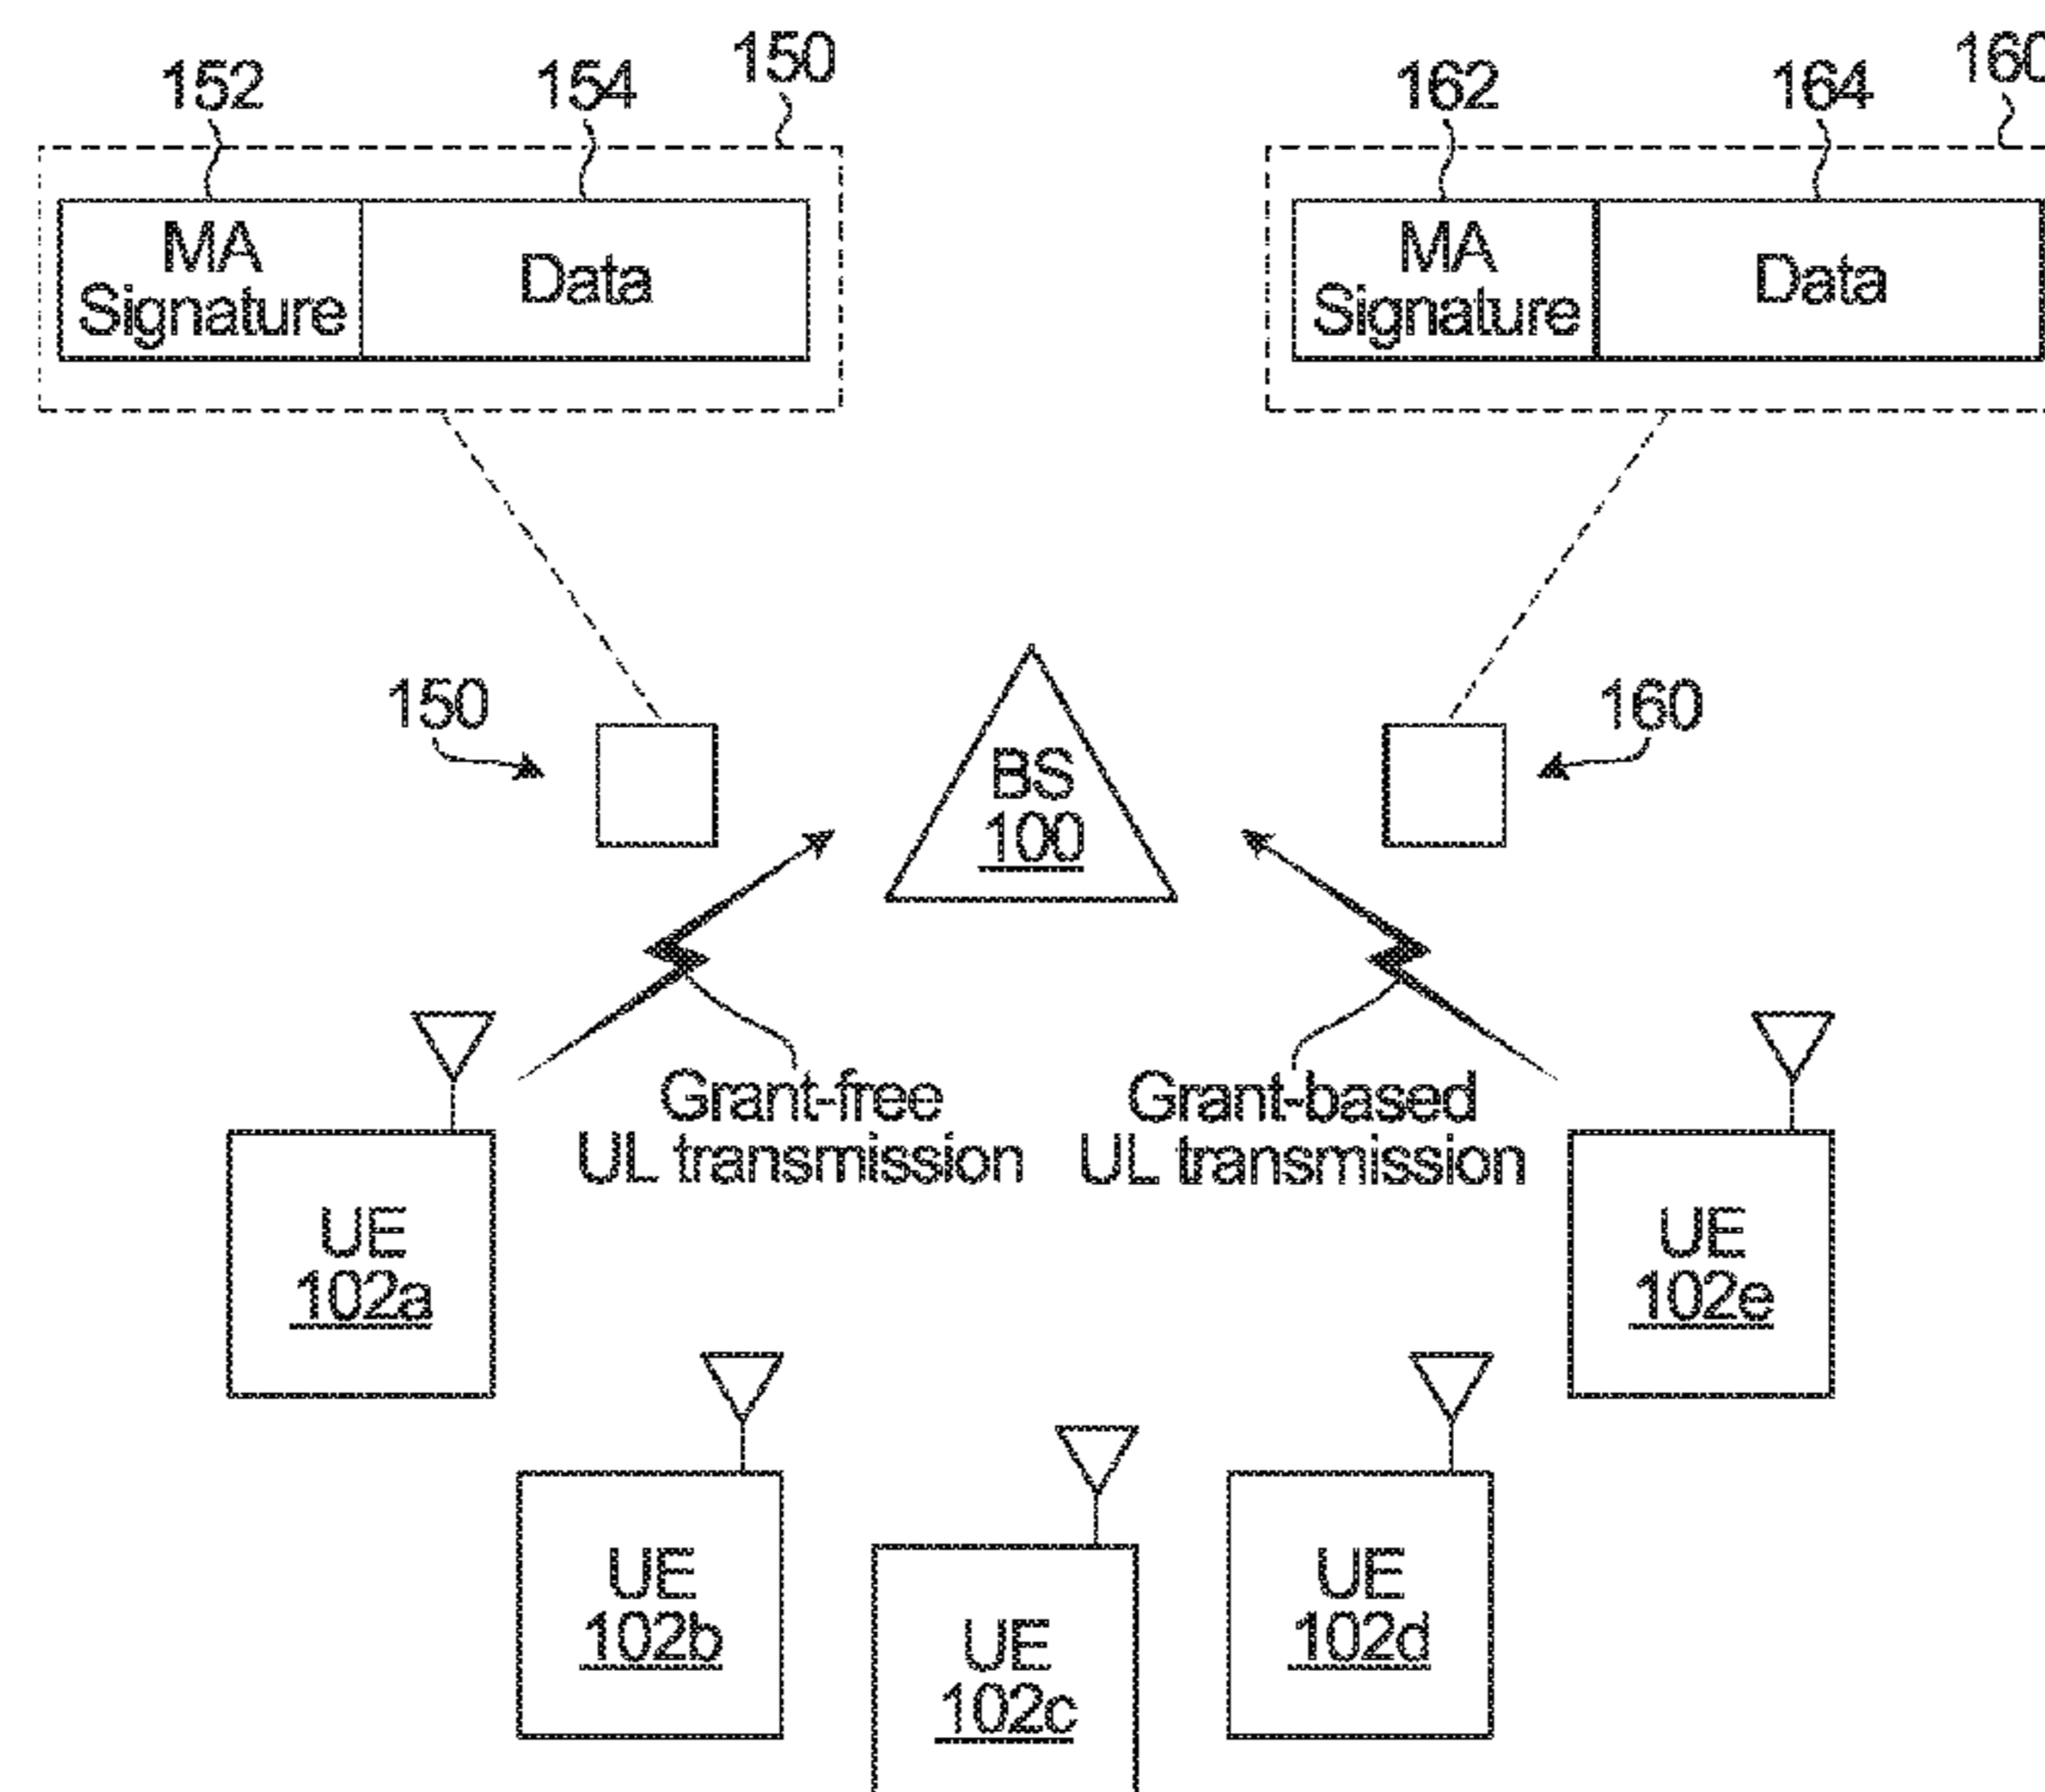 150
152
154
160
162
164
MA
Signature
Data
MA
Signature
Data
150
160
BS
100
Grant-free
UL transmission
Grant-based
UL transmission
UE
102a
UE
102e
UE
102b
UE
102d
UE
102c